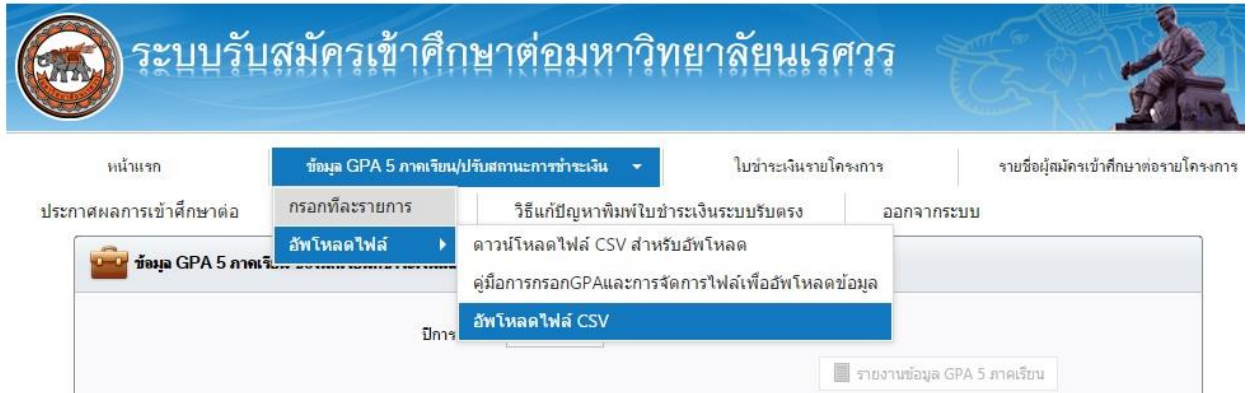 ระบบรับสมัครเข้าศึกษาต่อมหาวิทยาลัยนเรศวร
หน้าแรก ข้อมูล GPA 5 ภาคเรียน/ปรับสถานะการชำระเงิน ใบชำระเงินรายโครงการ รายชื่อผู้สมัครเข้าศึกษาต่อรายโครงการ
ประกาศผลการเข้าศึกษาต่อ กรอกทีละรายการ วิธีแก้ปัญหาพิมพ์ใบชำระเงินระบบรับตรง ออกจากระบบ
ข้อมูล GPA 5 อัพโหลดไฟล์ ดาวน์โหลดไฟล์ CSV สำหรับอัพโหลด
คู่มือการกรอกGPAและการจัดการไฟล์เพื่ออัพโหลดข้อมูล
อัพโหลดไฟล์ CSV
รายงานข้อมูล GPA 5 ภาคเรียน